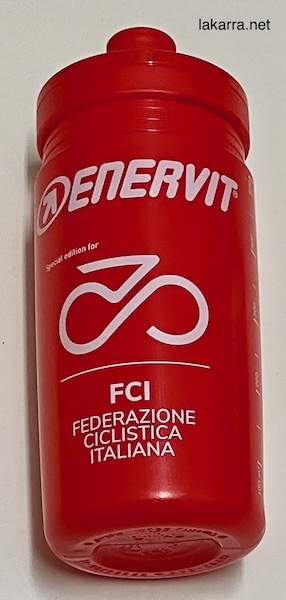 lakarra.net
ENERVIT®
Special edition for
FCI
FEDERAZIONE
CICLISTICA
ITALIANA